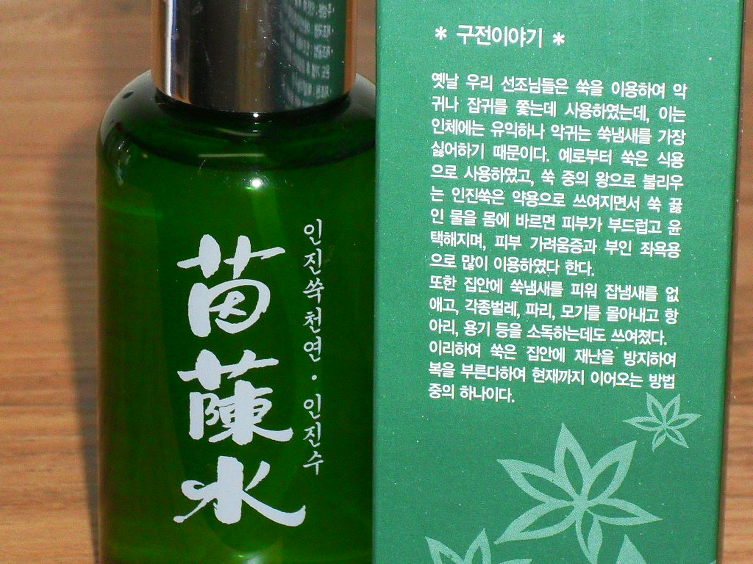 茵蔯水
인진쑥천연·인진수
* 구전이야기 *
옛날 우리 선조님들은 쑥을 이용하여 악
귀나 잡귀를 쫓는데 사용하였는데, 이는
인체에는 유익하나 악귀는 쑥냄새를 가장
싫어하기 때문이다. 예로부터 쑥은 식용
으로 사용하였고, 쑥 중의 왕으로 불리우
는 인진쑥은 약용으로 쓰여지면서 쑥 끓
인 물을 몸에 바르면 피부가 부드럽고 윤
택해지며, 피부 가려움증과 부인 좌욕용
으로 많이 이용하였다 한다.
또한 집안에 쑥냄새를 피워 잡냄새를 없
애고, 각종벌레, 파리, 모기를 몰아내고 항
아리, 용기 등을 소독하는데도 쓰여졌다.
이리하여 쑥은 집안에 재난을 방지하여
복을 부른다하여 현재까지 이어오는 방법
중의 하나이다.